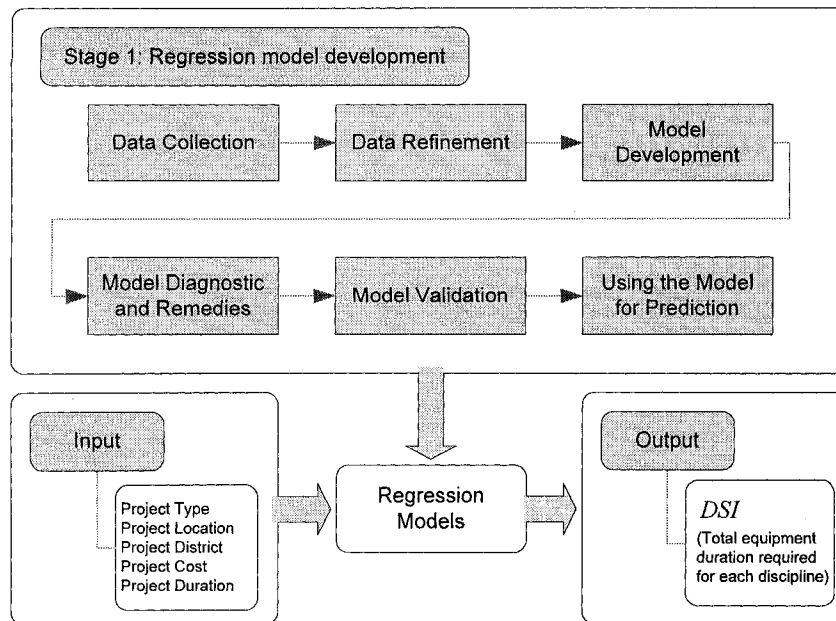 Stage 1: Regression model development
Data Collection
Data Refinement
Model
Development
Model Diagnostic
and Remedies
Model Validation
Using the Model
for Prediction
Input
Project Type
Project Location
Project District
Project Cost
Project Duration
Regression
Models
Output
DSI
(Total equipment
duration required
for each discipline)